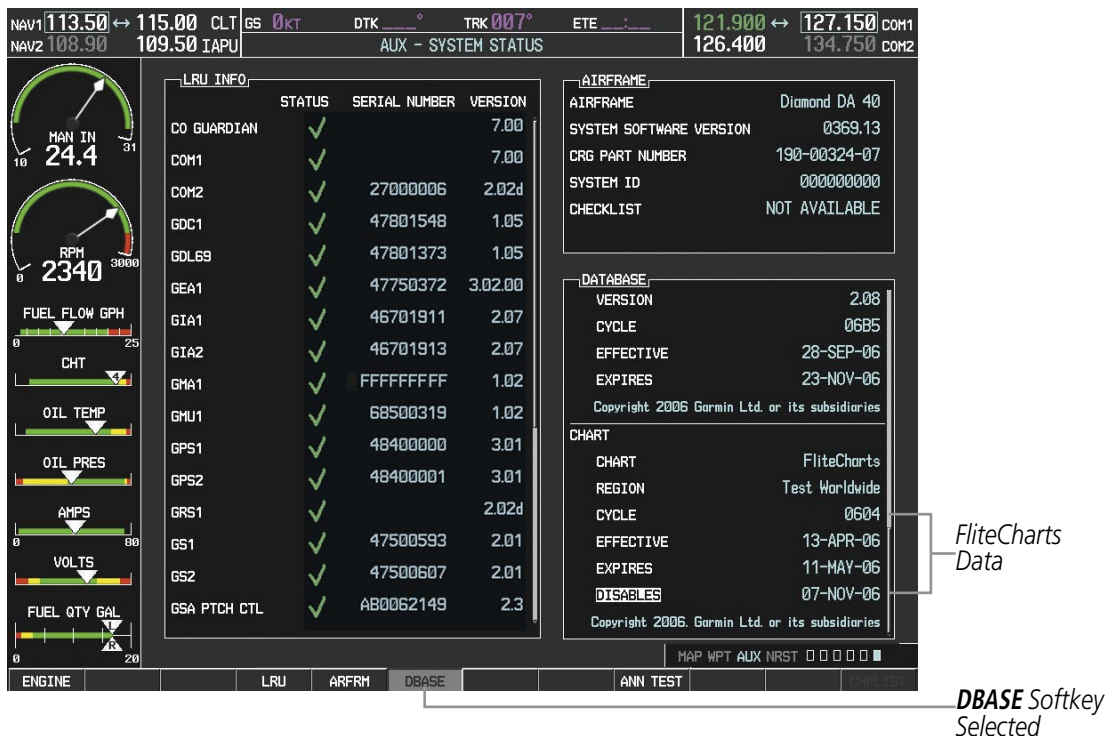 NAV1 113.50 ↔ 115.00 CLT GS 0KT DTK ___° TRK 007° ETE __:__ 121.900 ↔ 127.150 COM1
NAV2 108.90 109.50 IAPU AUX - SYSTEM STATUS 126.400 134.750 COM2
MAN IN
24.4
10 31
RPM
2340
0 3000
FUEL FLOW GPH
0 25
CHT
4
OIL TEMP
OIL PRES
AMPS
0 80
VOLTS
FUEL QTY GAL
L
R
0 20
LRU INFO
STATUS SERIAL NUMBER VERSION
CO GUARDIAN ✓ 7.00
COM1 ✓ 7.00
COM2 ✓ 27000006 2.02d
GDC1 ✓ 47801548 1.05
GDL69 ✓ 47801373 1.05
GEA1 ✓ 47750372 3.02.00
GIA1 ✓ 46701911 2.07
GIA2 ✓ 46701913 2.07
GMA1 ✓ FFFFFFFFF 1.02
GMU1 ✓ 68500319 1.02
GPS1 ✓ 48400000 3.01
GPS2 ✓ 48400001 3.01
GRS1 ✓ 2.02d
GS1 ✓ 47500593 2.01
GS2 ✓ 47500607 2.01
GSA PTCH CTL ✓ AB0062149 2.3
AIRFRAME
AIRFRAME Diamond DA 40
SYSTEM SOFTWARE VERSION 0369.13
CRG PART NUMBER 190-00324-07
SYSTEM ID 000000000
CHECKLIST NOT AVAILABLE
DATABASE
VERSION 2.08
CYCLE 06B5
EFFECTIVE 28-SEP-06
EXPIRES 23-NOV-06
Copyright 2006 Garmin Ltd. or its subsidiaries
CHART
CHART FliteCharts
REGION Test Worldwide
CYCLE 0604
EFFECTIVE 13-APR-06
EXPIRES 11-MAY-06
DISABLES 07-NOV-06
Copyright 2006. Garmin Ltd. or its subsidiaries
MAP WPT AUX NRST
ENGINE LRU ARFRM DBASE ANN TEST CHKLIST
FliteCharts
Data
DBASE Softkey
Selected